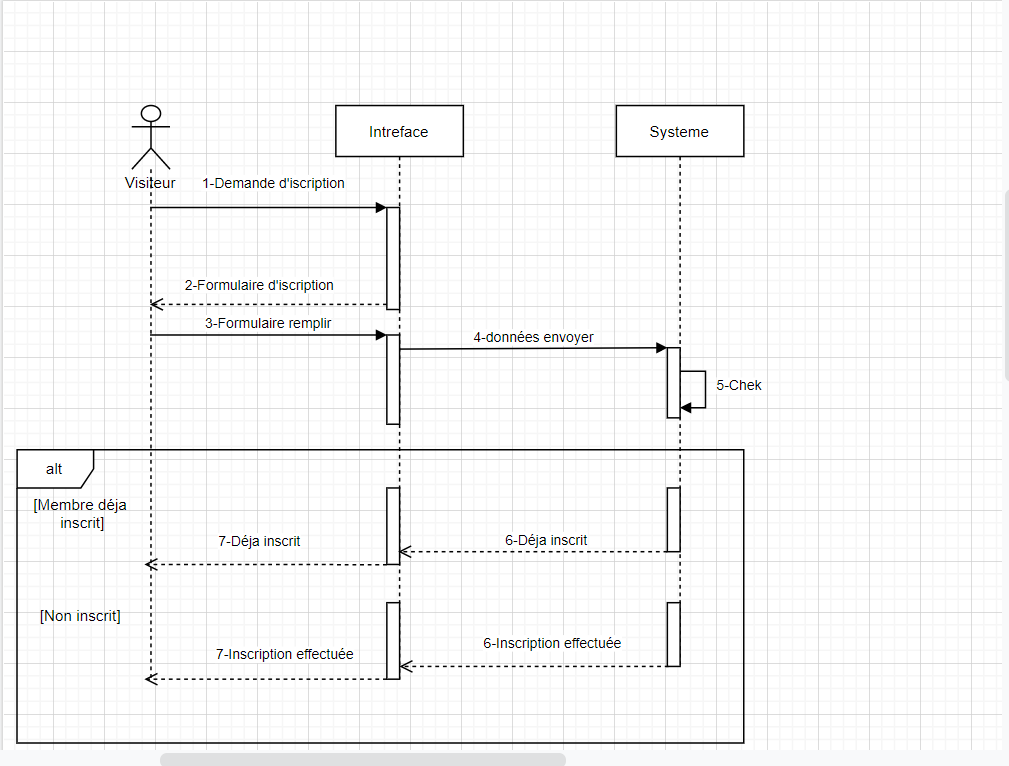 Intreface
Systeme
Visiteur
1-Demande d'iscription
2-Formulaire d'iscription
3-Formulaire remplir
4-données envoyer
5-Chek
alt
[Membre déja
inscrit]
7-Déja inscrit
6-Déja inscrit
[Non inscrit]
6-Inscription effectuée
7-Inscription effectuée